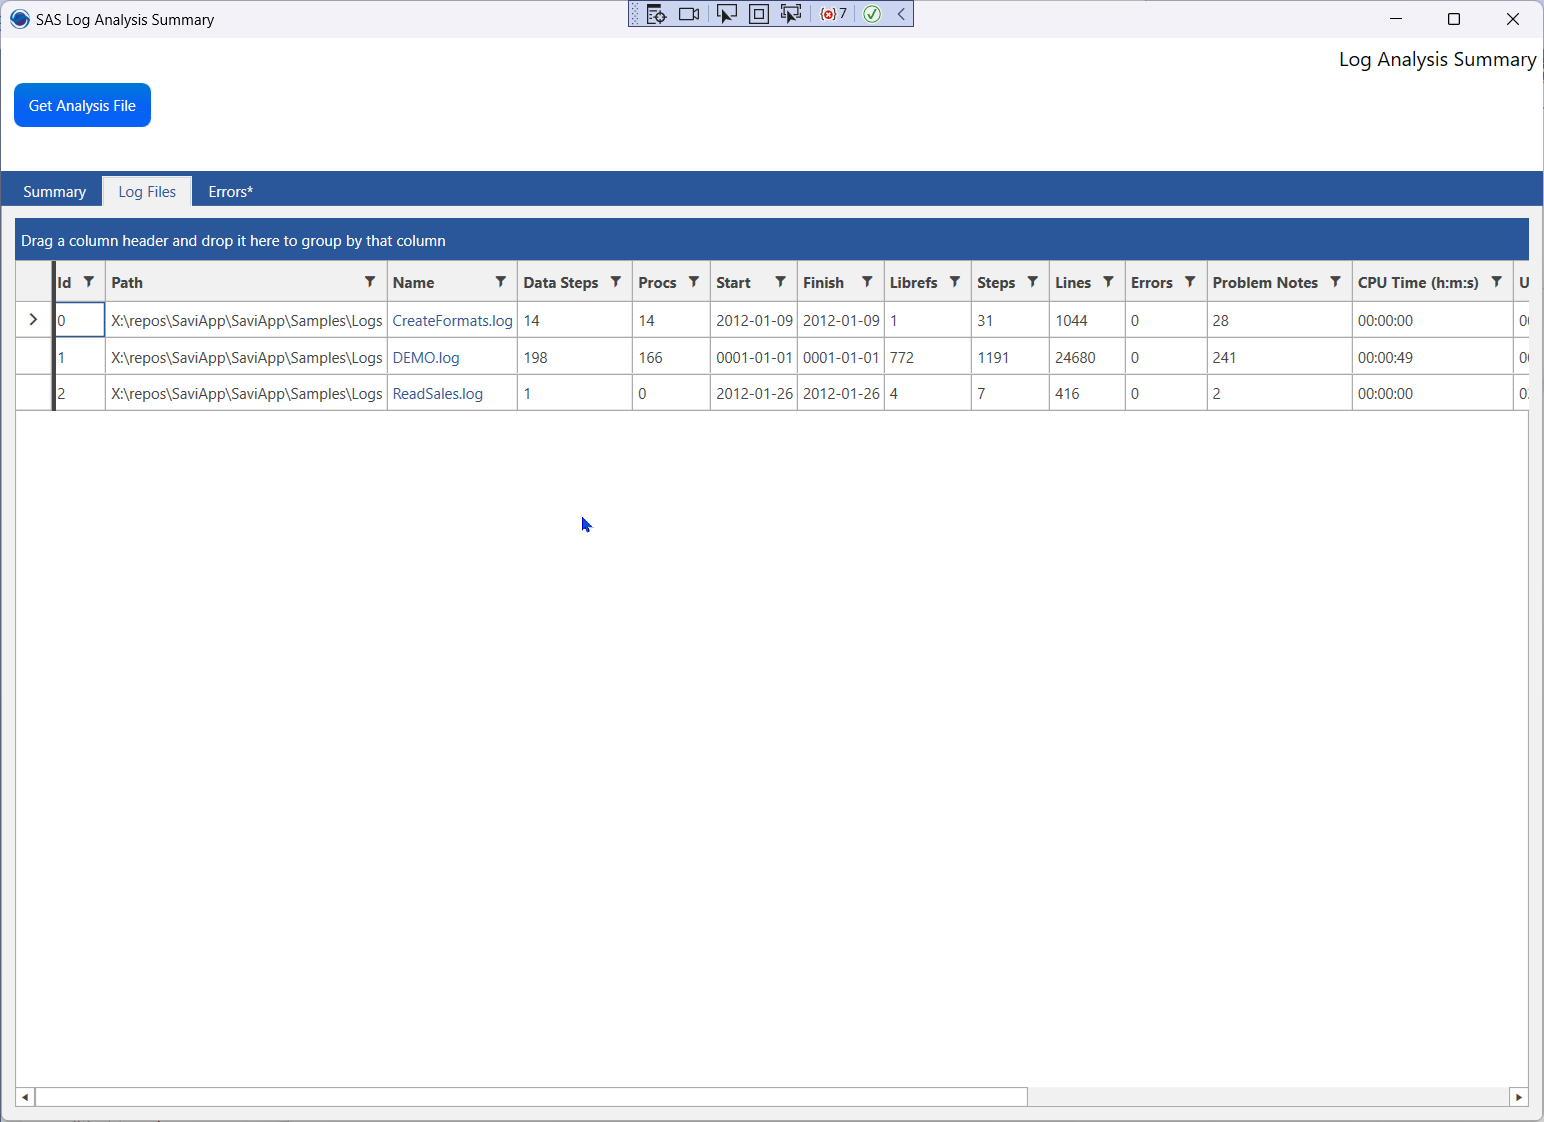 SAS Log Analysis Summary
7
Log Analysis Summary
Get Analysis File
Summary Log Files Errors*
Drag a column header and drop it here to group by that column
Id Path Name Data Steps Procs Start Finish Librefs Steps Lines Errors Problem Notes CPU Time (h:m:s) U
0 X:\repos\SaviApp\SaviApp\Samples\Logs CreateFormats.log 14 14 2012-01-09 2012-01-09 1 31 1044 0 28 00:00:00
1 X:\repos\SaviApp\SaviApp\Samples\Logs DEMO.log 198 166 0001-01-01 0001-01-01 772 1191 24680 0 241 00:00:49
2 X:\repos\SaviApp\SaviApp\Samples\Logs ReadSales.log 1 0 2012-01-26 2012-01-26 4 7 416 0 2 00:00:00